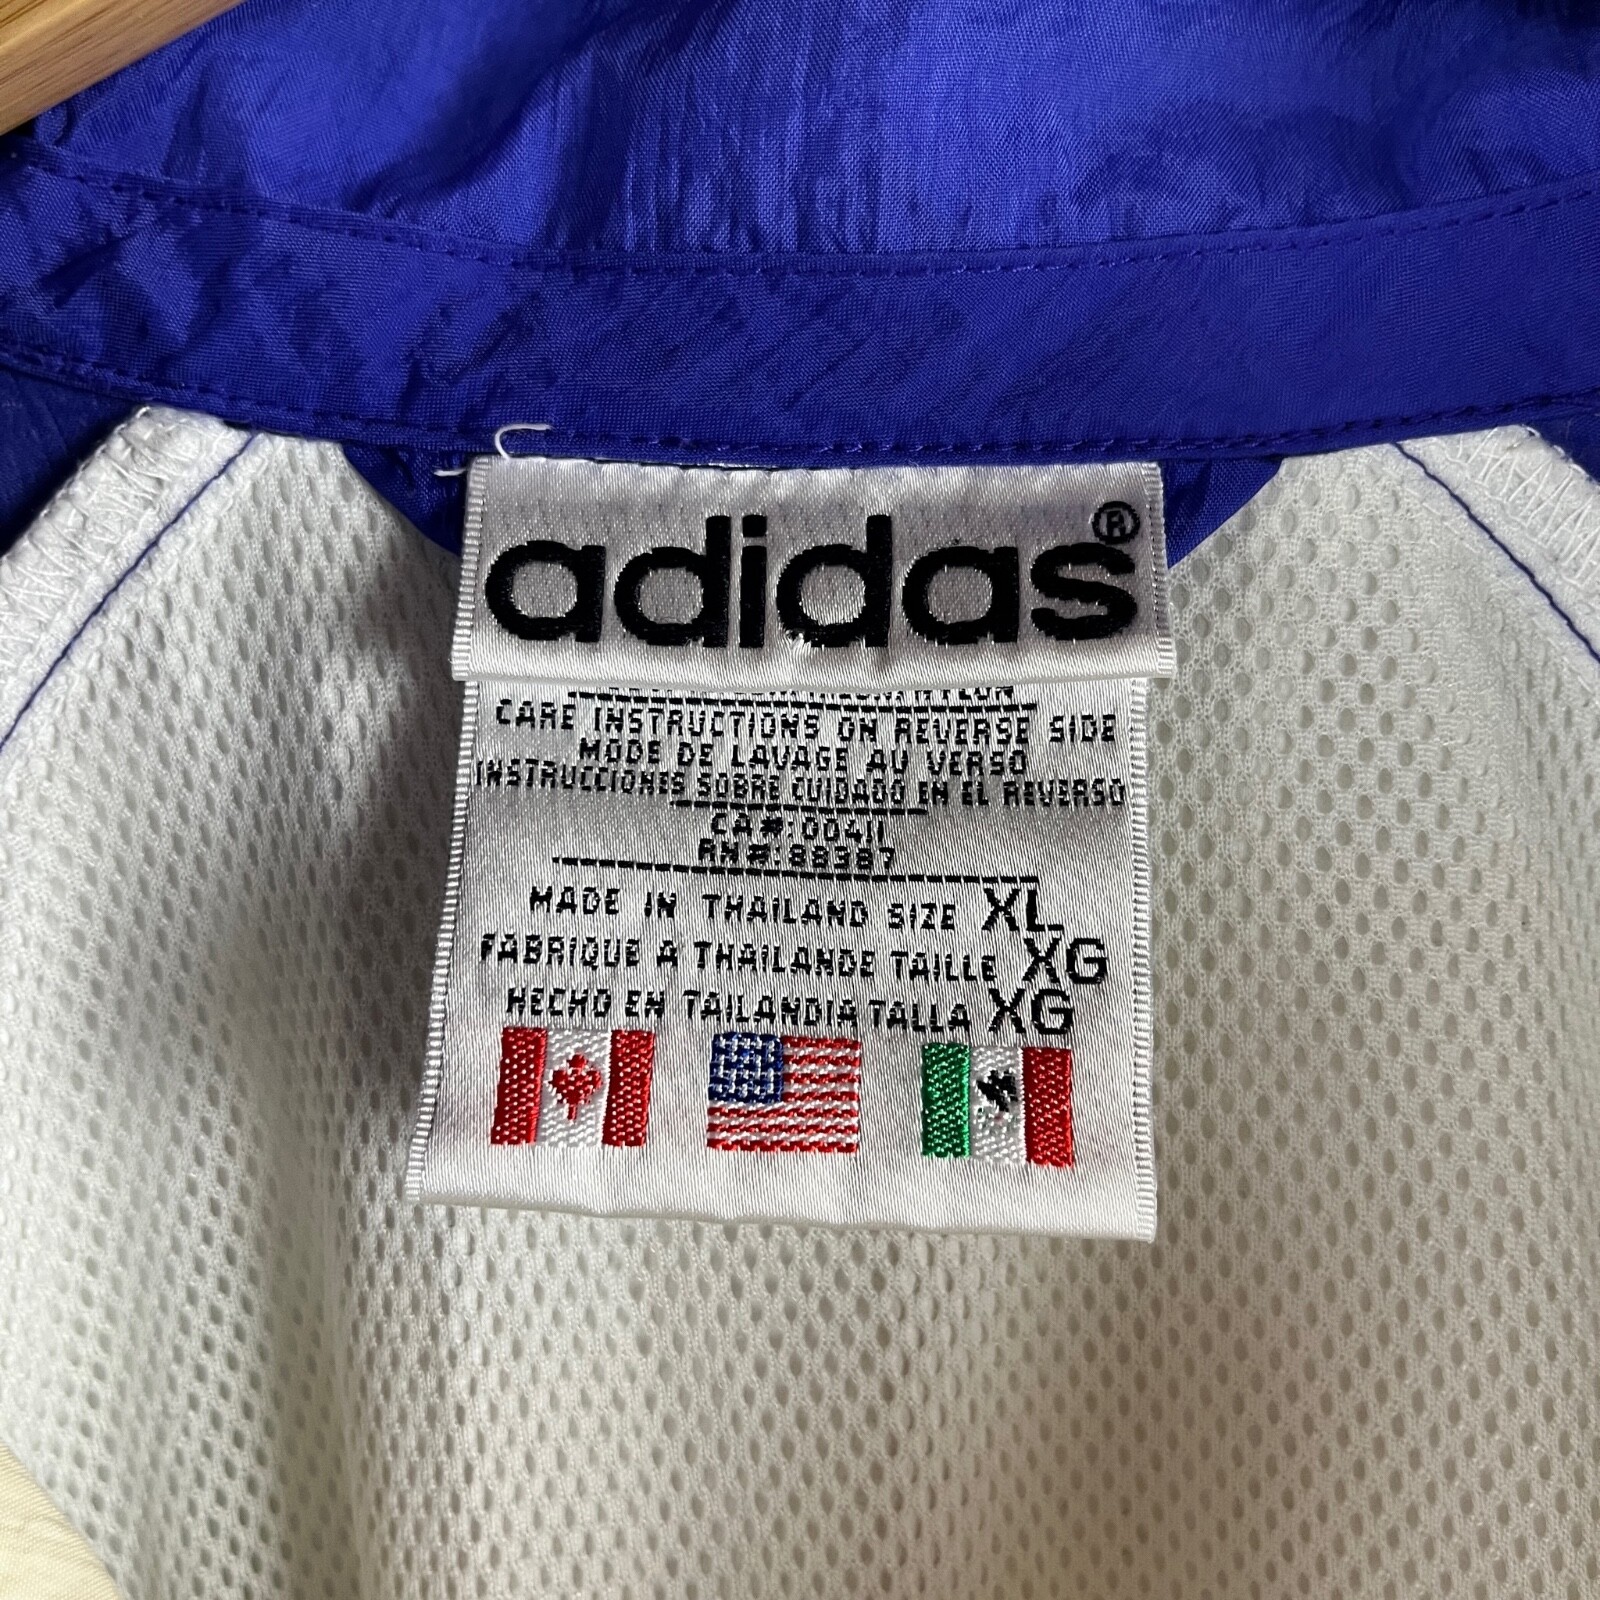 adidas®
NYLON
CARE INSTRUCTIONS ON REVERSE SIDE
MODE DE LAVAGE AU VERSO
INSTRUCCIONES SOBRE CUIDADO EN EL REVERSO
CA#:00411
RN#:88387
MADE IN THAILAND SIZE XL
FABRIQUE A THAILANDE TAILLE XG
HECHO EN TAILANDIA TALLA XG